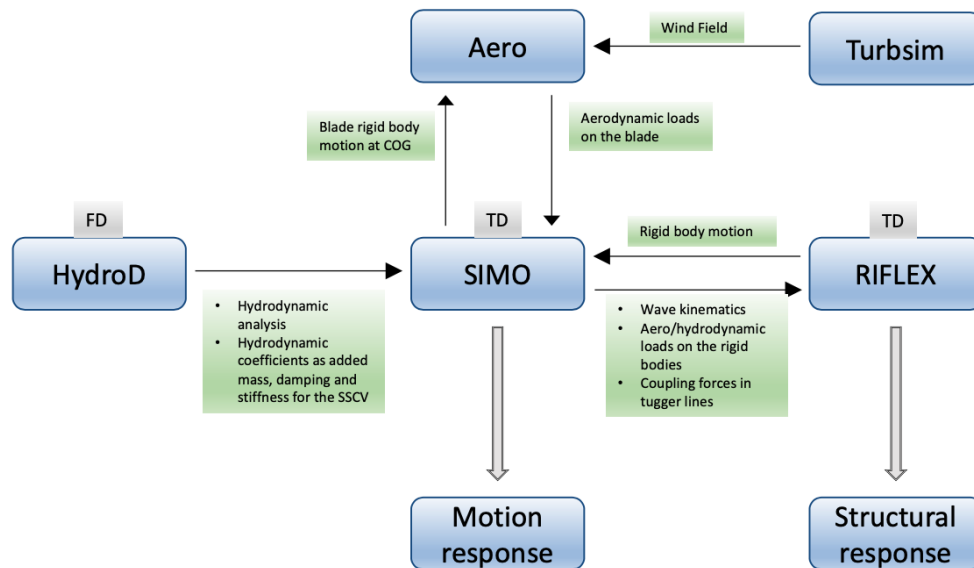 Wind Field
Aero
Turbsim
Blade rigid body
motion at COG
Aerodynamic loads
on the blade
FD
TD
TD
Rigid body motion
HydroD
SIMO
RIFLEX
• Hydrodynamic
analysis
• Hydrodynamic
coefficients as added
mass, damping and
stiffness for the SSCV
• Wave kinematics
• Aero/hydrodynamic
loads on the rigid
bodies
• Coupling forces in
tugger lines
Motion
response
Structural
response